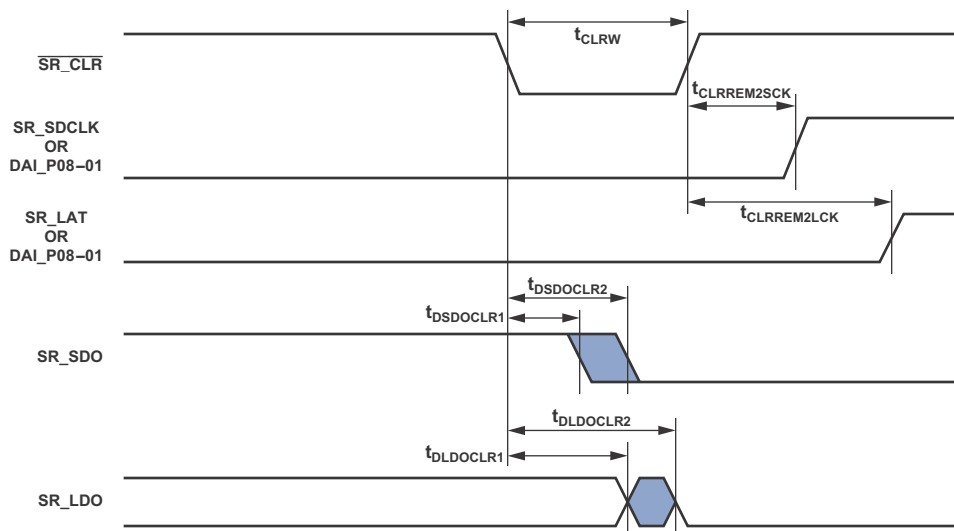 tCLRW
SR_CLR
tCLRREM2SCK
SR_SDCLK
OR
DAI_P08–01
SR_LAT
OR
DAI_P08–01
tCLRREM2LCK
tDSDOCLR2
tDSDOCLR1
SR_SDO
tDLDOCLR2
tDLDOCLR1
SR_LDO